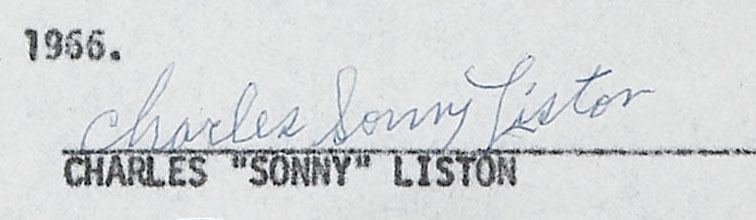 1966.
Charles Sonny Liston
CHARLES "SONNY" LISTON